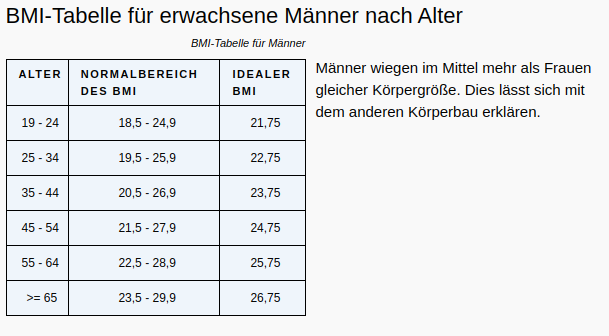 BMI-Tabelle für erwachsene Männer nach Alter
BMI-Tabelle für Männer
ALTER NORMALBEREICH DES BMI IDEALER BMI
19 - 24 18,5 - 24,9 21,75
25 - 34 19,5 - 25,9 22,75
35 - 44 20,5 - 26,9 23,75
45 - 54 21,5 - 27,9 24,75
55 - 64 22,5 - 28,9 25,75
>= 65 23,5 - 29,9 26,75
Männer wiegen im Mittel mehr als Frauen
gleicher Körpergröße. Dies lässt sich mit
dem anderen Körperbau erklären.